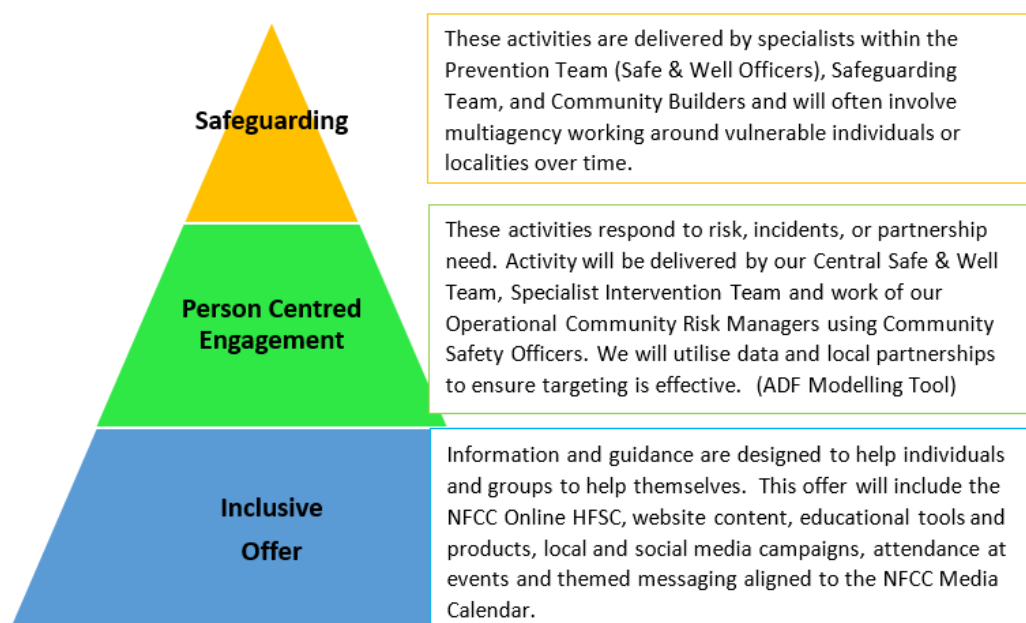 Safeguarding
These activities are delivered by specialists within the
Prevention Team (Safe & Well Officers), Safeguarding
Team, and Community Builders and will often involve
multiagency working around vulnerable individuals or
localities over time.
Person Centred
Engagement
These activities respond to risk, incidents, or partnership
need. Activity will be delivered by our Central Safe & Well
Team, Specialist Intervention Team and work of our
Operational Community Risk Managers using Community
Safety Officers. We will utilise data and local partnerships
to ensure targeting is effective.  (ADF Modelling Tool)
Inclusive
Offer
Information and guidance are designed to help individuals
and groups to help themselves.  This offer will include the
NFCC Online HFSC, website content, educational tools and
products, local and social media campaigns, attendance at
events and themed messaging aligned to the NFCC Media
Calendar.